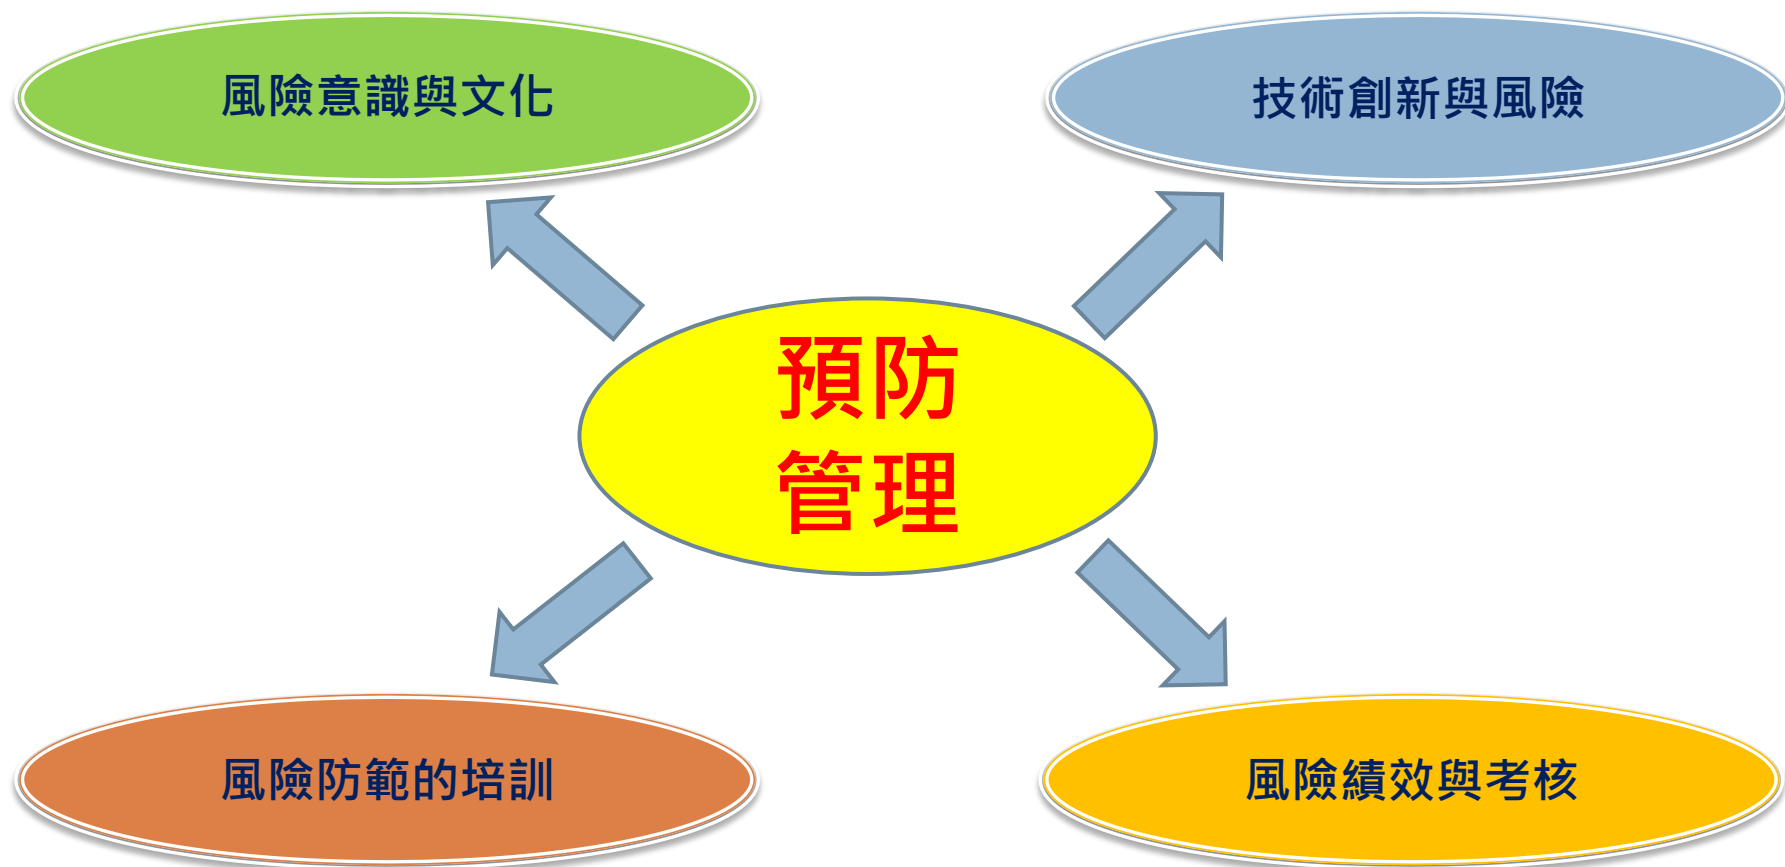 風險意識與文化
技術創新與風險
預防
管理
風險防範的培訓
風險績效與考核